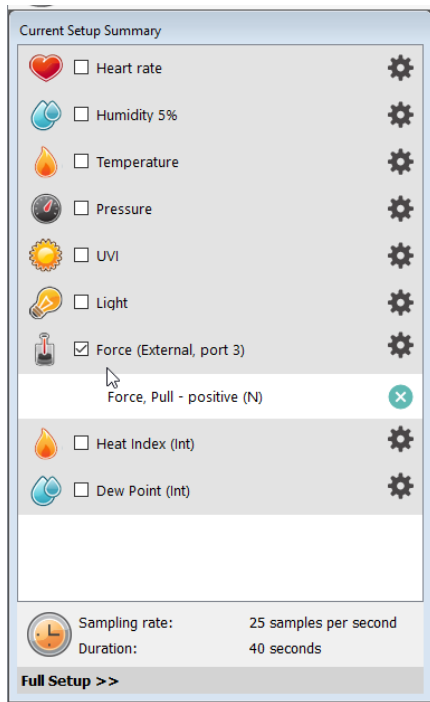 Current Setup Summary
Heart rate
Humidity 5%
Temperature
Pressure
UVI
Light
Force (External, port 3)
Force, Pull - positive (N)
Heat Index (Int)
Dew Point (Int)
Sampling rate: 25 samples per second
Duration: 40 seconds
Full Setup >>